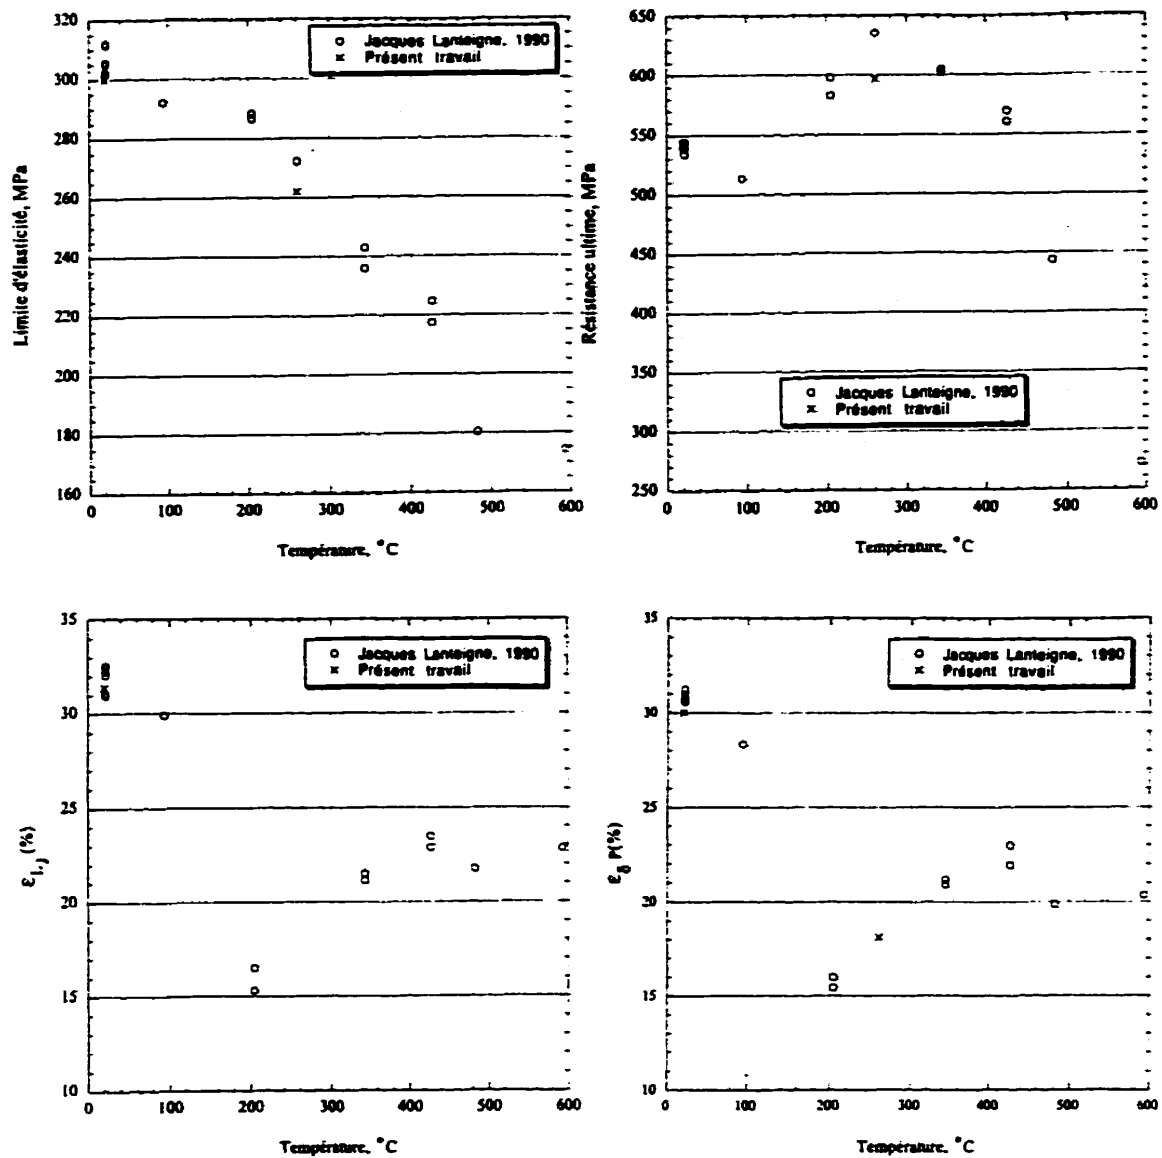 320
310
300
280
260
240
220
200
180
160
Limite d'élasticité, MPa
Jacques Lanteigne, 1990
Présent travail
0 100 200 300 400 500 600
Température, °C
650
600
550
500
450
400
350
300
250
Résistance ultime, MPa
Jacques Lanteigne, 1990
Présent travail
0 100 200 300 400 500 600
Température, °C
35
30
25
20
15
10
ε_l,j (%)
Jacques Lanteigne, 1990
Présent travail
0 100 200 300 400 500 600
Température, °C
35
30
25
20
15
10
ε_g P(%)
Jacques Lanteigne, 1990
Présent travail
0 100 200 300 400 500 600
Température, °C